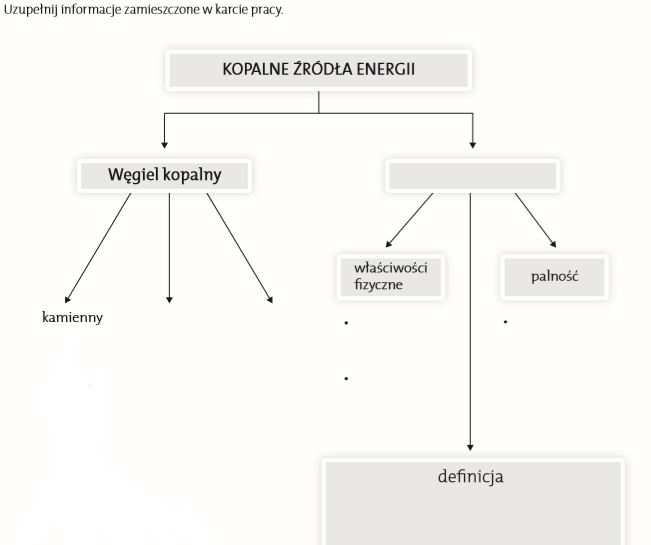 Uzupełnij informacje zamieszczone w karcie pracy.
KOPALNE ŹRÓDŁA ENERGII
Węgiel kopalny
właściwości
fizyczne
palność
kamienny
•
•
•
definicja